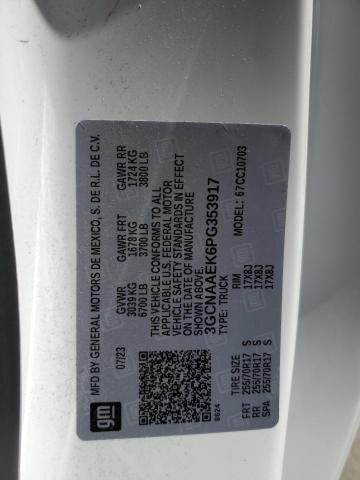 gm
MFD BY GENERAL MOTORS DE MEXICO, S. DE R.L. DE C.V.
07/23
GVWR GAWR FRT GAWR RR
3039 KG 1678 KG 1724 KG
6700 LB 3700 LB 3800 LB
THIS VEHICLE CONFORMS TO ALL
APPLICABLE U.S. FEDERAL MOTOR
VEHICLE SAFETY STANDARDS IN EFFECT
ON THE DATE OF MANUFACTURE
SHOWN ABOVE.
3GCNAAEK6PG353917
TYPE: TRUCK MODEL: 67CC10703
8624
TIRE SIZE RIM
FRT 255/70R17 S 17X8J
RR 255/70R17 S 17X8J
SPA 255/70R17 S 17X8J